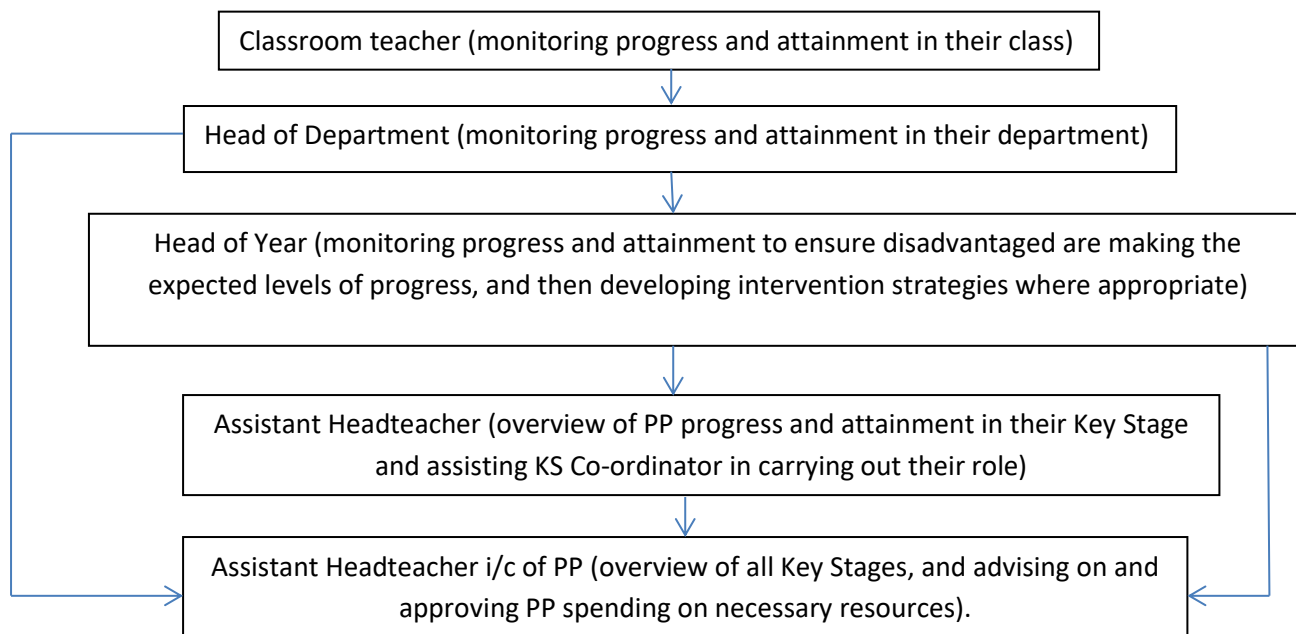 Classroom teacher (monitoring progress and attainment in their class)
Head of Department (monitoring progress and attainment in their department)
Head of Year (monitoring progress and attainment to ensure disadvantaged are making the
expected levels of progress, and then developing intervention strategies where appropriate)
Assistant Headteacher (overview of PP progress and attainment in their Key Stage
and assisting KS Co-ordinator in carrying out their role)
Assistant Headteacher i/c of PP (overview of all Key Stages, and advising on and
approving PP spending on necessary resources).